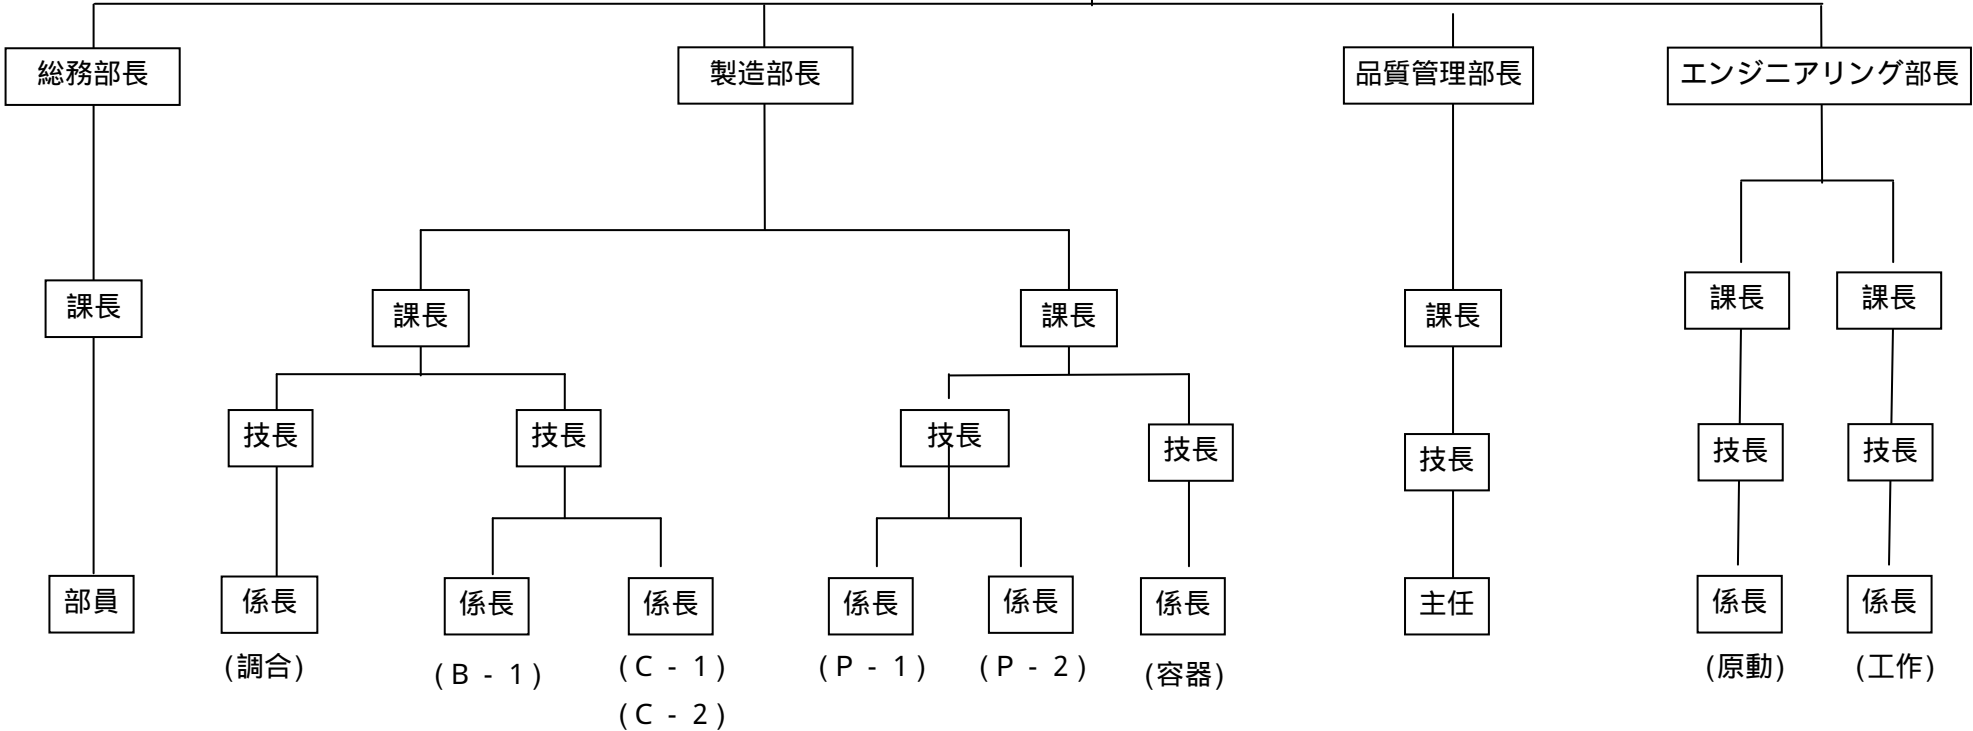 総務部長
製造部長
品質管理部長
エンジニアリング部長
課長
課長
課長
課長
課長
課長
技長
技長
技長
技長
技長
技長
技長
部員
係長
係長
係長
係長
係長
係長
主任
係長
係長
(調合)
(B-1)
(C-1)
(P-1)
(P-2)
(容器)
(原動)
(工作)
(C-2)